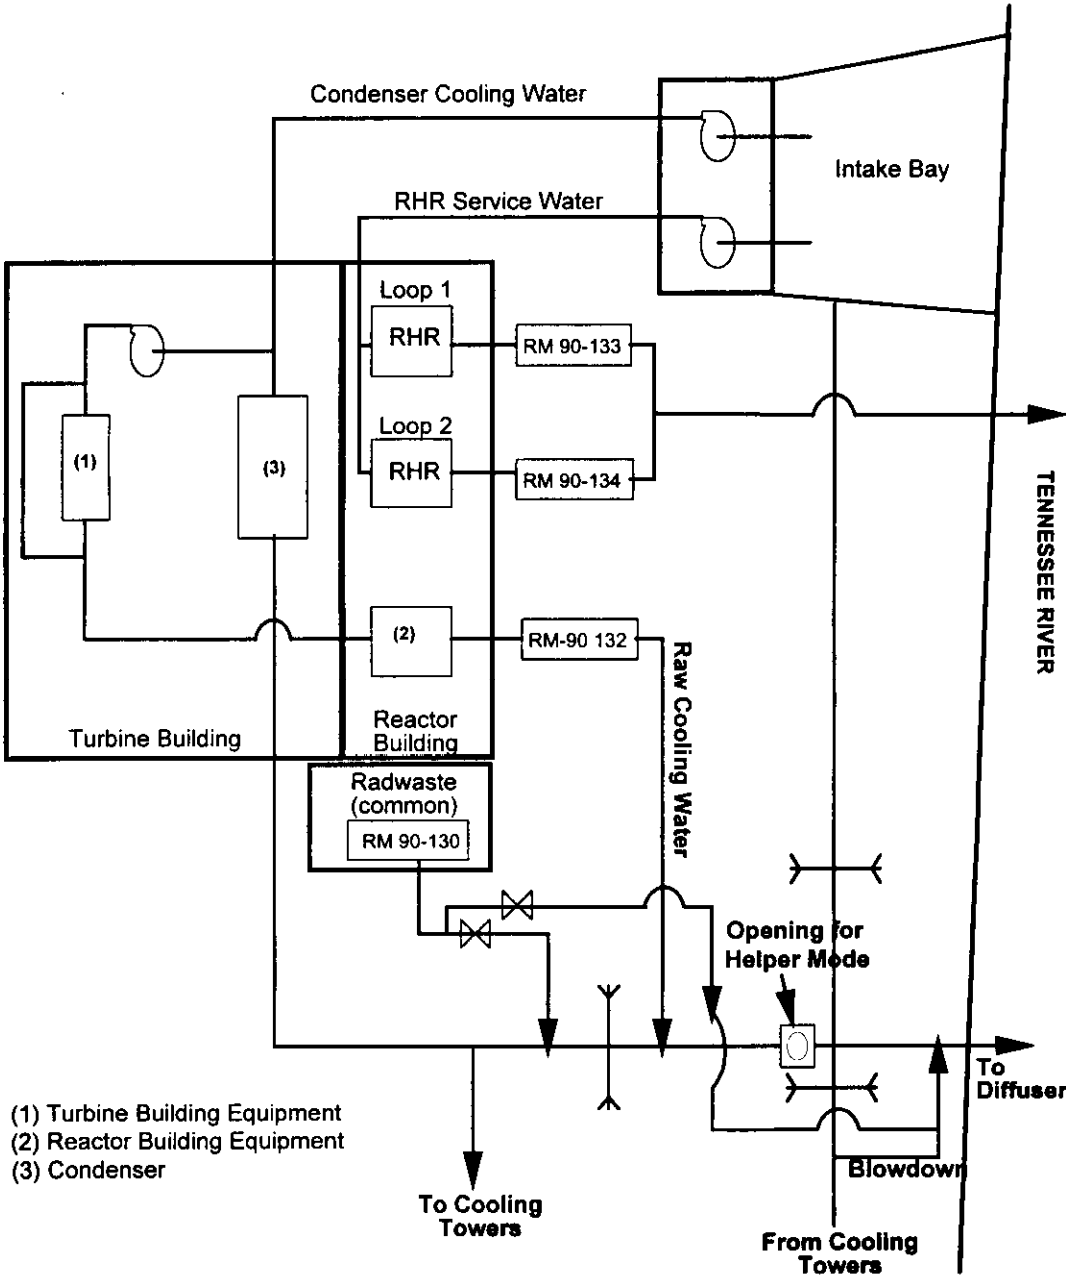 Condenser Cooling Water
Intake Bay
RHR Service Water
Loop 1
RHR
RM 90-133
Loop 2
(1)
(3)
RHR
RM 90-134
TENNESSEE RIVER
(2)
RM-90 132
Raw Cooling Water
Turbine Building
Reactor
Building
Radwaste
(common)
RM 90-130
Opening for
Helper Mode
To
Diffuser
(1) Turbine Building Equipment
(2) Reactor Building Equipment
(3) Condenser
Blowdown
To Cooling
Towers
From Cooling
Towers